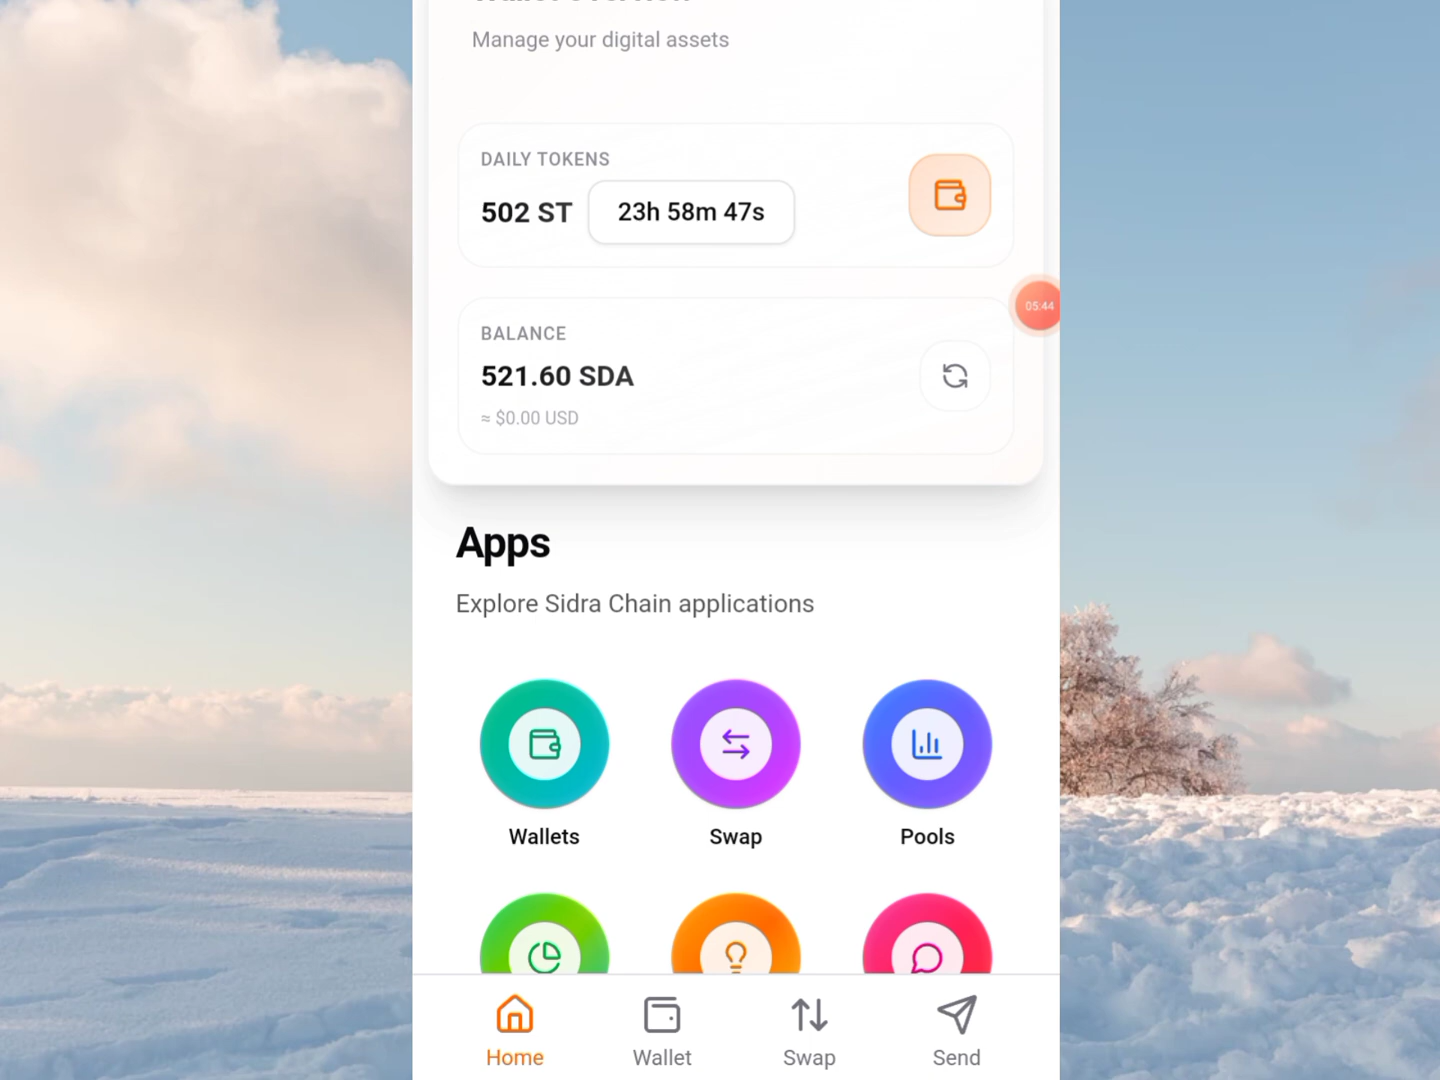 Manage your digital assets
DAILY TOKENS
502 ST
23h 58m 47s
05:44
BALANCE
521.60 SDA
≈ $0.00 USD
Apps
Explore Sidra Chain applications
Wallets
Swap
Pools
Home
Wallet
Swap
Send